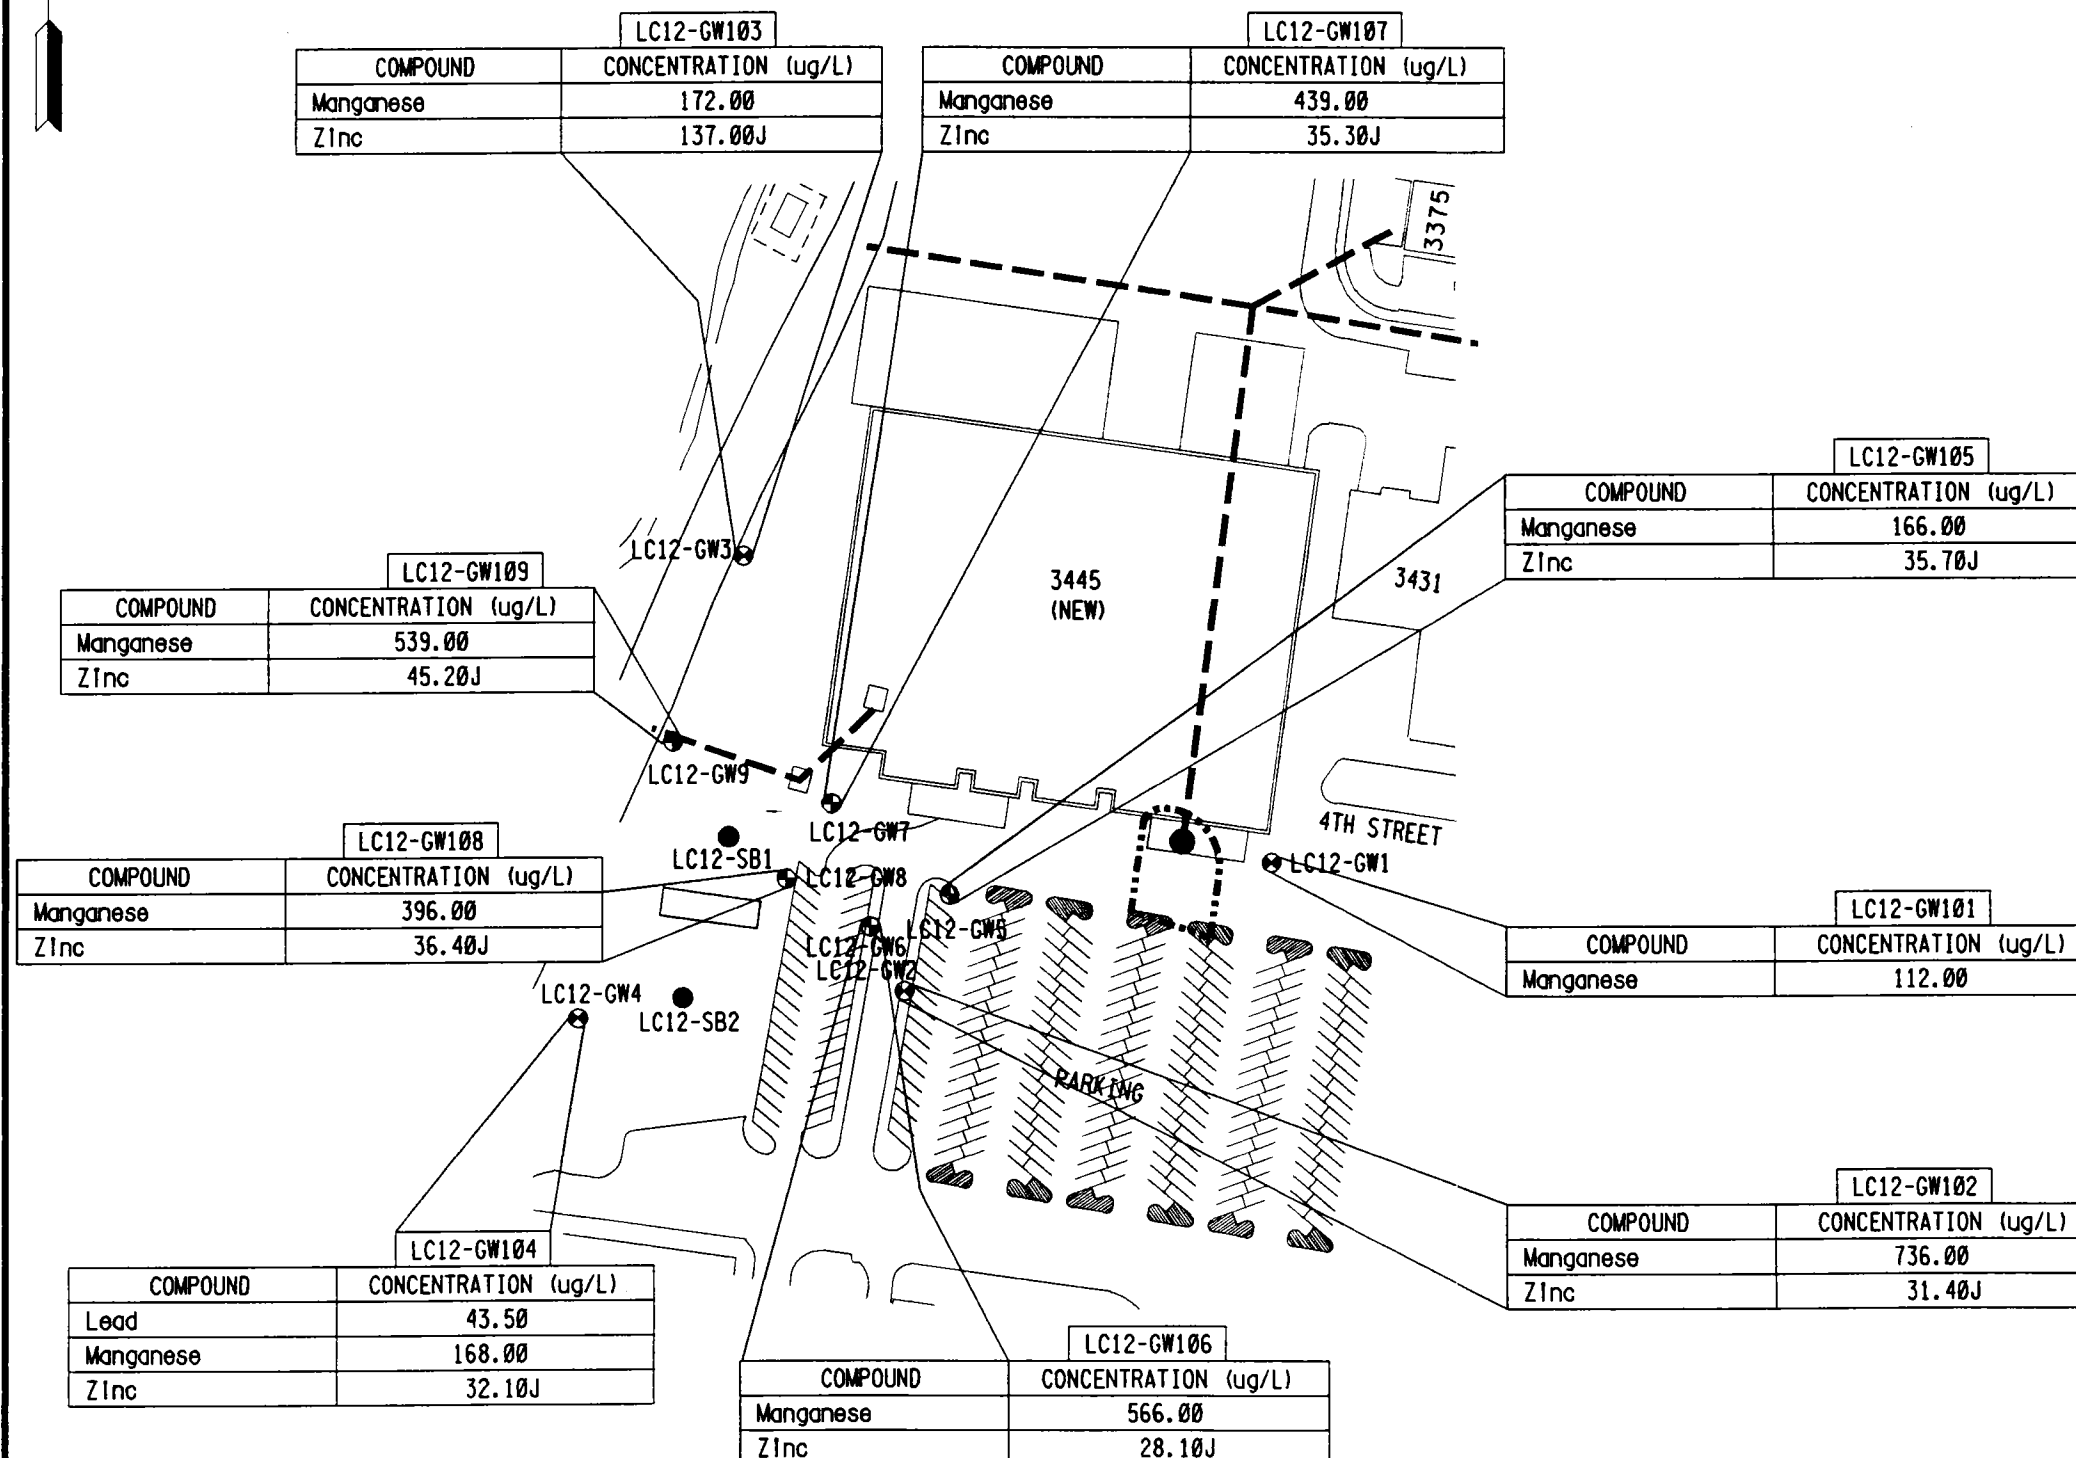 LC12-GW103
COMPOUND CONCENTRATION (ug/L)
Manganese 172.00
Zinc 137.00J
LC12-GW107
COMPOUND CONCENTRATION (ug/L)
Manganese 439.00
Zinc 35.30J
3375
LC12-GW105
COMPOUND CONCENTRATION (ug/L)
Manganese 166.00
Zinc 35.70J
LC12-GW3
3445
(NEW)
3431
LC12-GW109
COMPOUND CONCENTRATION (ug/L)
Manganese 539.00
Zinc 45.20J
LC12-GW9
LC12-GW7
4TH STREET
LC12-SB1
LC12-GW1
LC12-GW108
COMPOUND CONCENTRATION (ug/L)
Manganese 396.00
Zinc 36.40J
LC12-GW8
LC12-GW5
LC12-GW6
LC12-GW2
LC12-GW101
COMPOUND CONCENTRATION (ug/L)
Manganese 112.00
LC12-GW4
LC12-SB2
PARKING
LC12-GW102
COMPOUND CONCENTRATION (ug/L)
Manganese 736.00
Zinc 31.40J
LC12-GW104
COMPOUND CONCENTRATION (ug/L)
Lead 43.50
Manganese 168.00
Zinc 32.10J
LC12-GW106
COMPOUND CONCENTRATION (ug/L)
Manganese 566.00
Zinc 28.10J